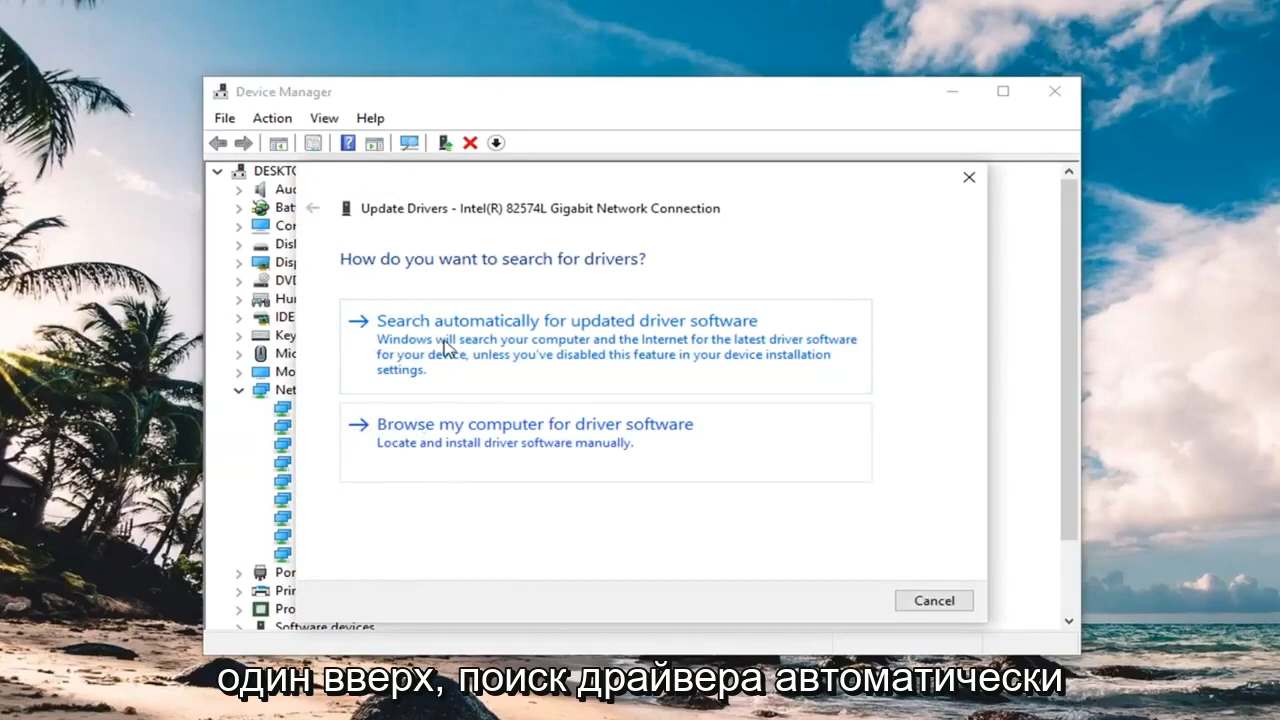 Device Manager
File Action View Help
DESKTO
Aud
Bat
Cor
Disk
Disp
DVD
Hur
IDE
Key
Mic
Mo
Net
Por
Prin
Pro
Software devices
Update Drivers - Intel(R) 82574L Gigabit Network Connection
How do you want to search for drivers?
Search automatically for updated driver software
Windows will search your computer and the Internet for the latest driver software
for your device, unless you've disabled this feature in your device installation
settings.
Browse my computer for driver software
Locate and install driver software manually.
Cancel
один вверх, поиск драйвера автоматически